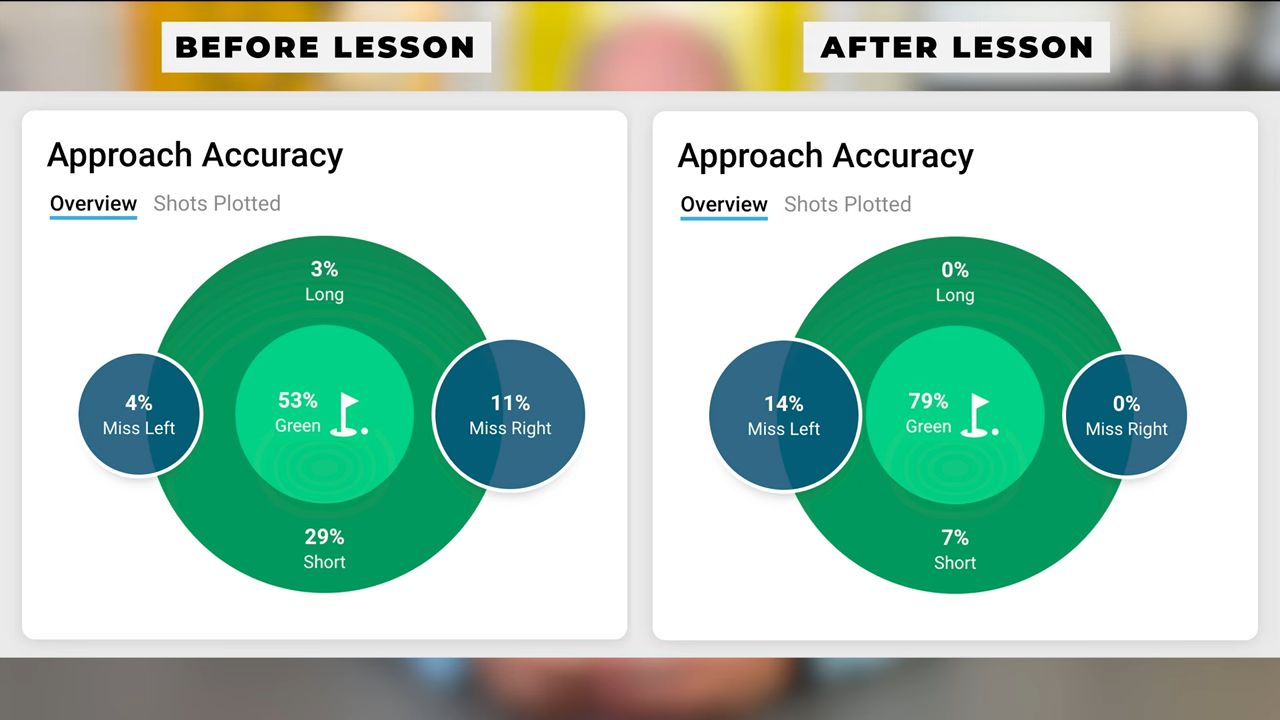 BEFORE LESSON
Approach Accuracy
Overview Shots Plotted
3%
Long
4%
Miss Left
53%
Green
11%
Miss Right
29%
Short
AFTER LESSON
Approach Accuracy
Overview Shots Plotted
0%
Long
14%
Miss Left
79%
Green
0%
Miss Right
7%
Short